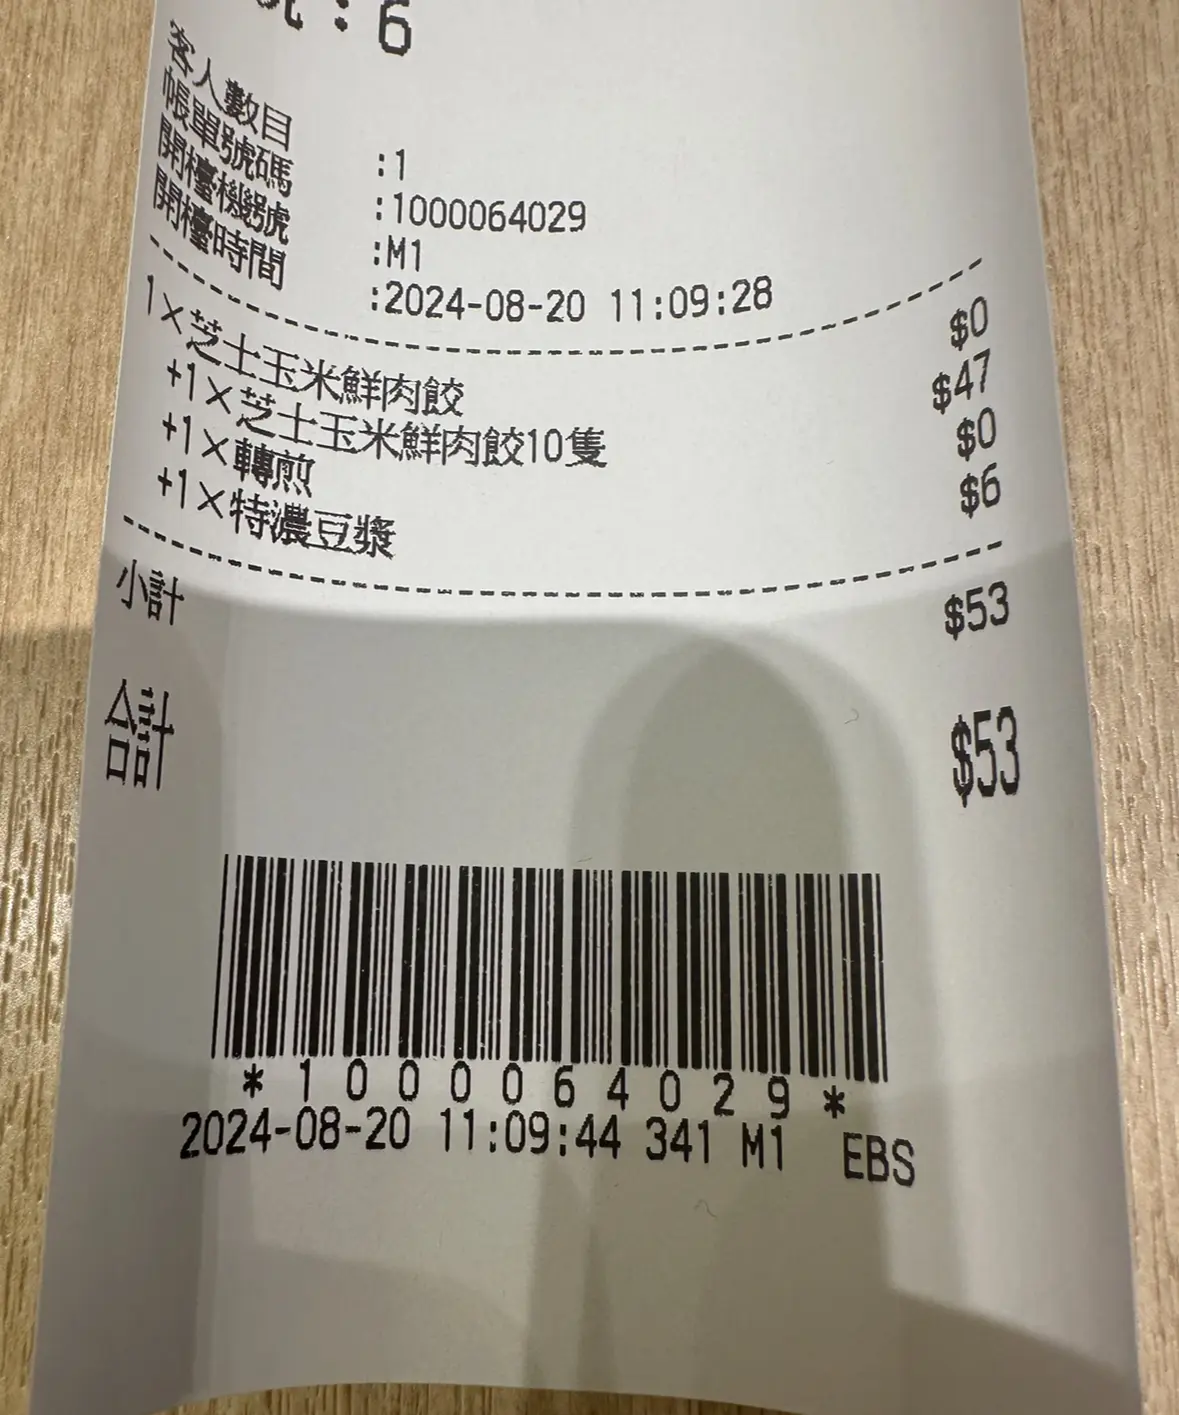 :6
客人數目 :1
帳單號碼 :1000064029
開檯機號 :M1
開檯時間 :2024-08-20 11:09:28
1×芝士玉米鮮肉餃 $0
+1×芝士玉米鮮肉餃10隻 $47
+1×轉煎 $0
+1×特濃豆漿 $6
小計 $53
合計 $53
*1000064029*
2024-08-20 11:09:44 341 M1 EBS